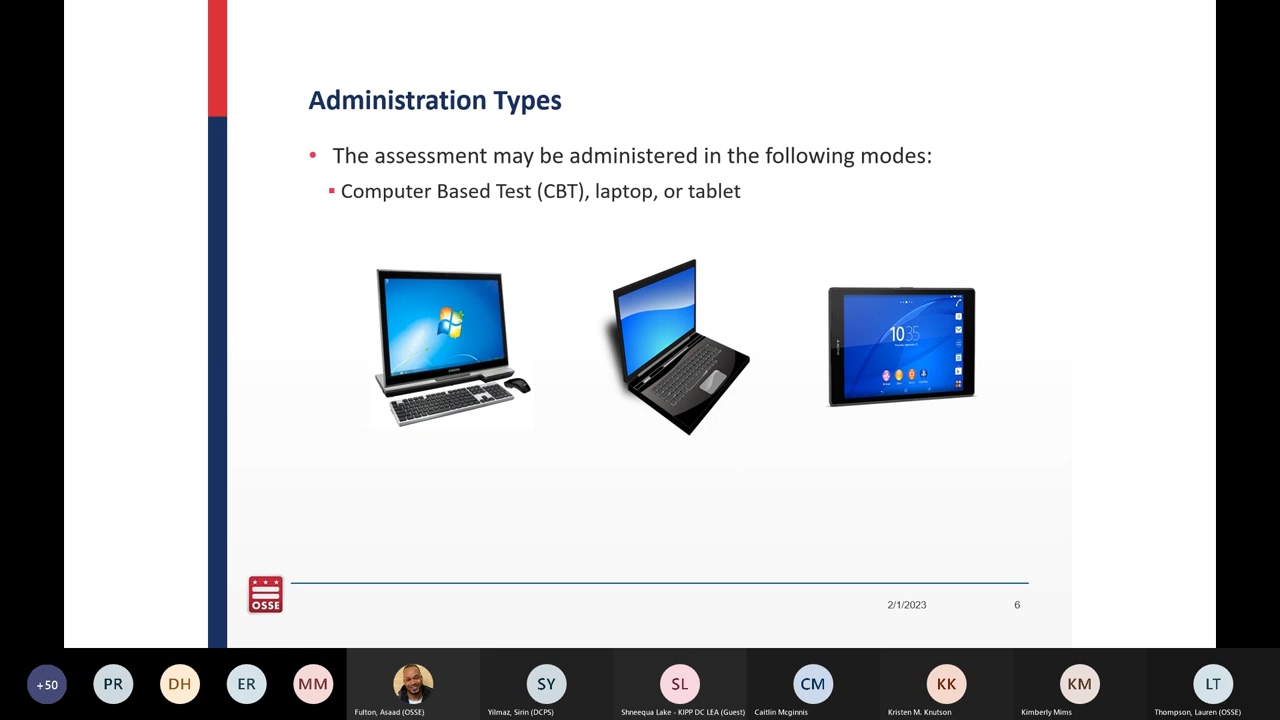 Administration Types
• The assessment may be administered in the following modes:
▪ Computer Based Test (CBT), laptop, or tablet
10 35
SONY
OSSE
2/1/2023
6
+50
PR
DH
ER
MM
SY
SL
CM
KK
KM
LT
Fulton, Asaad (OSSE)
Yilmaz, Sirin (DCPS)
Shneequa Lake - KIPP DC LEA (Guest)
Caitlin Mcginnis
Kristen M. Knutson
Kimberly Mims
Thompson, Lauren (OSSE)